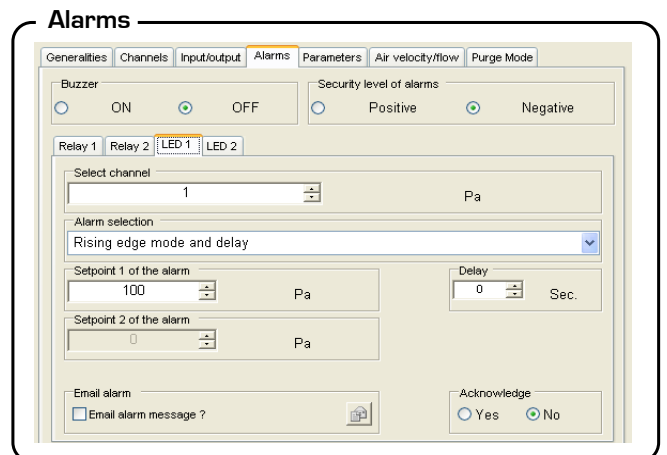 Alarms
Generalities Channels Input/output Alarms Parameters Air velocity/flow Purge Mode
Buzzer Security level of alarms
ON OFF Positive Negative
Relay 1 Relay 2 LED 1 LED 2
Select channel
1 Pa
Alarm selection
Rising edge mode and delay
Setpoint 1 of the alarm Delay
100 Pa 0 Sec.
Setpoint 2 of the alarm
0 Pa
Email alarm Acknowledge
Email alarm message ? Yes No